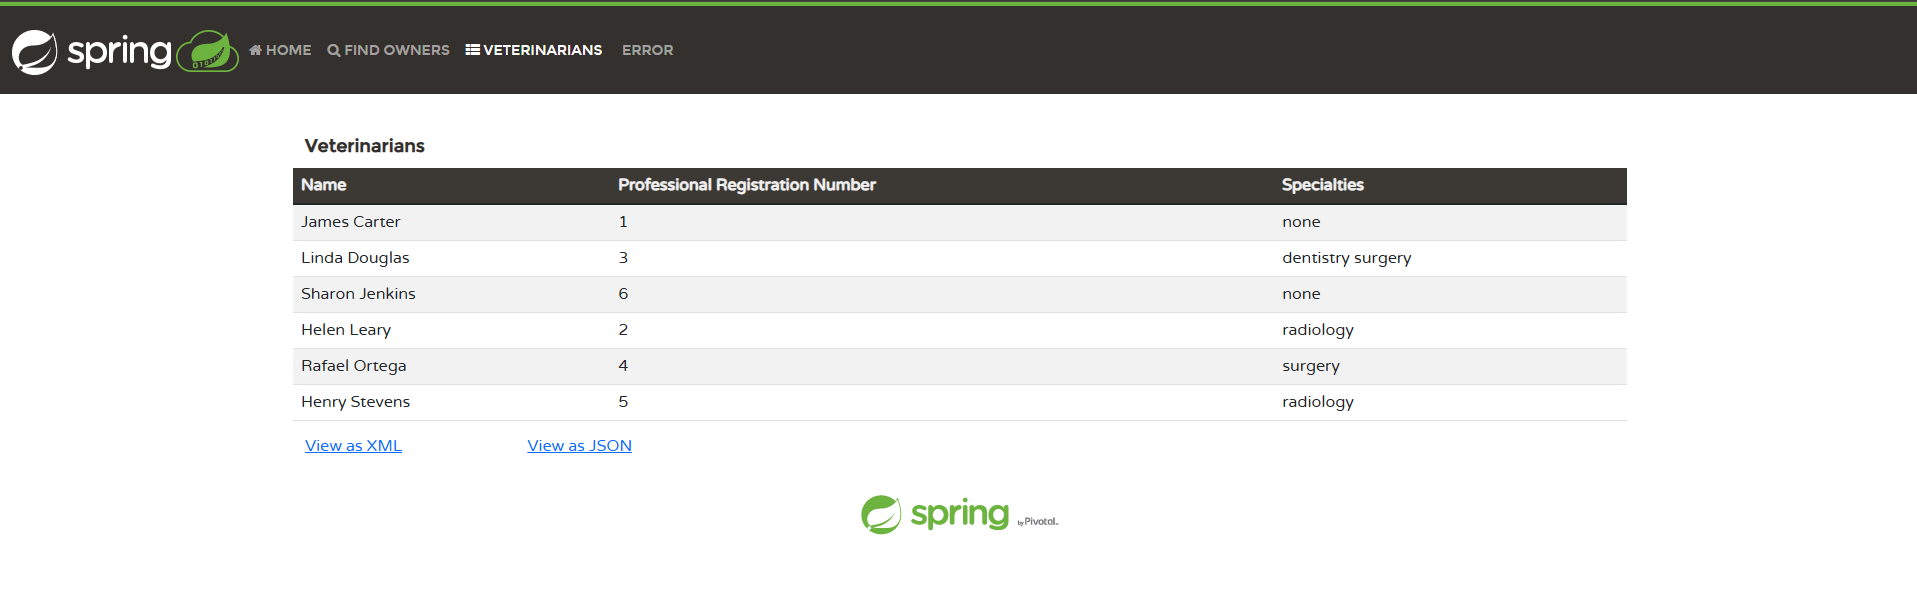 spring HOME FIND OWNERS VETERINARIANS ERROR
Veterinarians
Name Professional Registration Number Specialties
James Carter 1 none
Linda Douglas 3 dentistry surgery
Sharon Jenkins 6 none
Helen Leary 2 radiology
Rafael Ortega 4 surgery
Henry Stevens 5 radiology
View as XML View as JSON
spring by Pivotal.